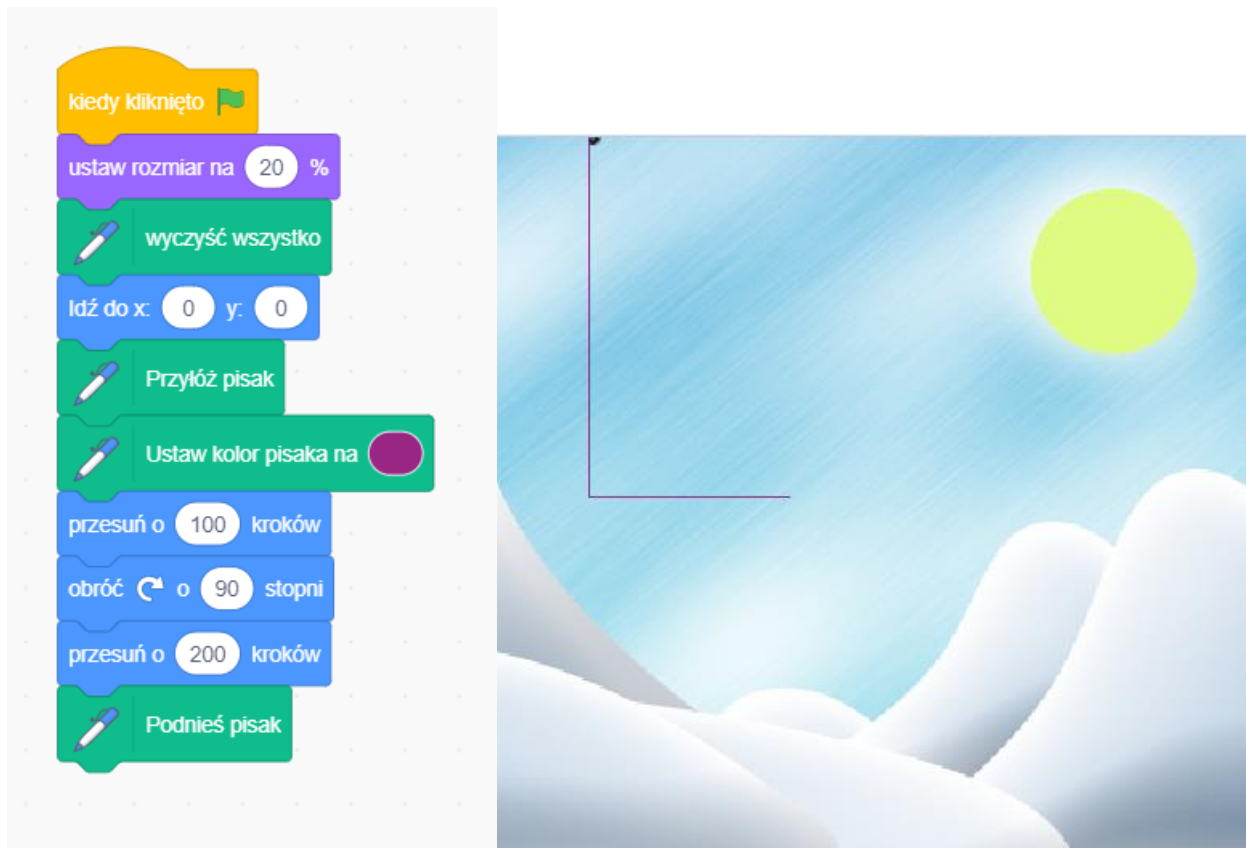 kiedy kliknięto
ustaw rozmiar na 20 %
wyczyść wszystko
Idź do x: 0 y: 0
Przyłóż pisak
Ustaw kolor pisaka na
przesuń o 100 kroków
obróć o 90 stopni
przesuń o 200 kroków
Podnieś pisak